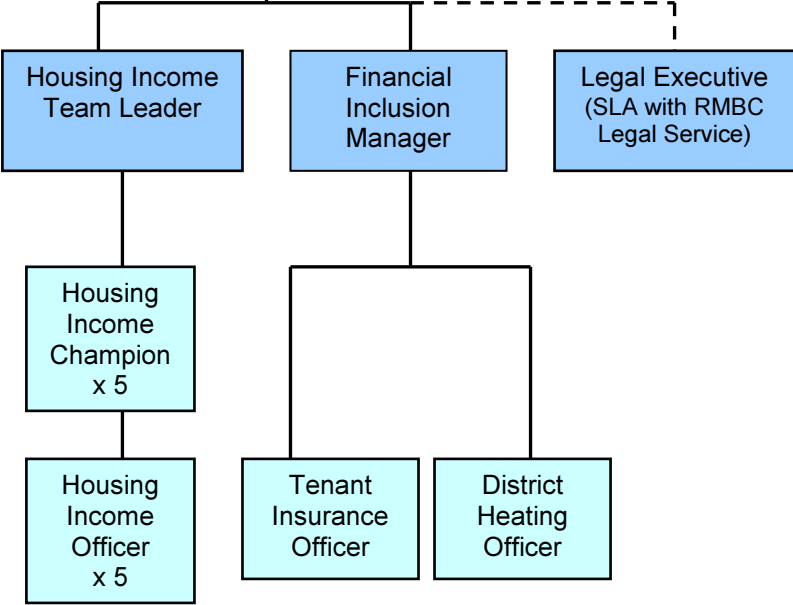 Housing Income
Team Leader
Financial
Inclusion
Manager
Legal Executive
(SLA with RMBC
Legal Service)
Housing
Income
Champion
x 5
Housing
Income
Officer
x 5
Tenant
Insurance
Officer
District
Heating
Officer